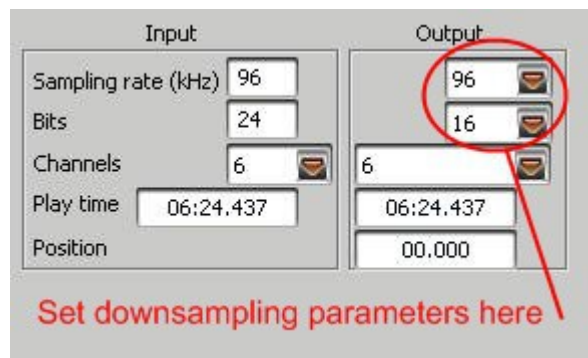 Input Output
Sampling rate (kHz) 96 96
Bits 24 16
Channels 6 6
Play time 06:24.437 06:24.437
Position 00.000
Set downsampling parameters here